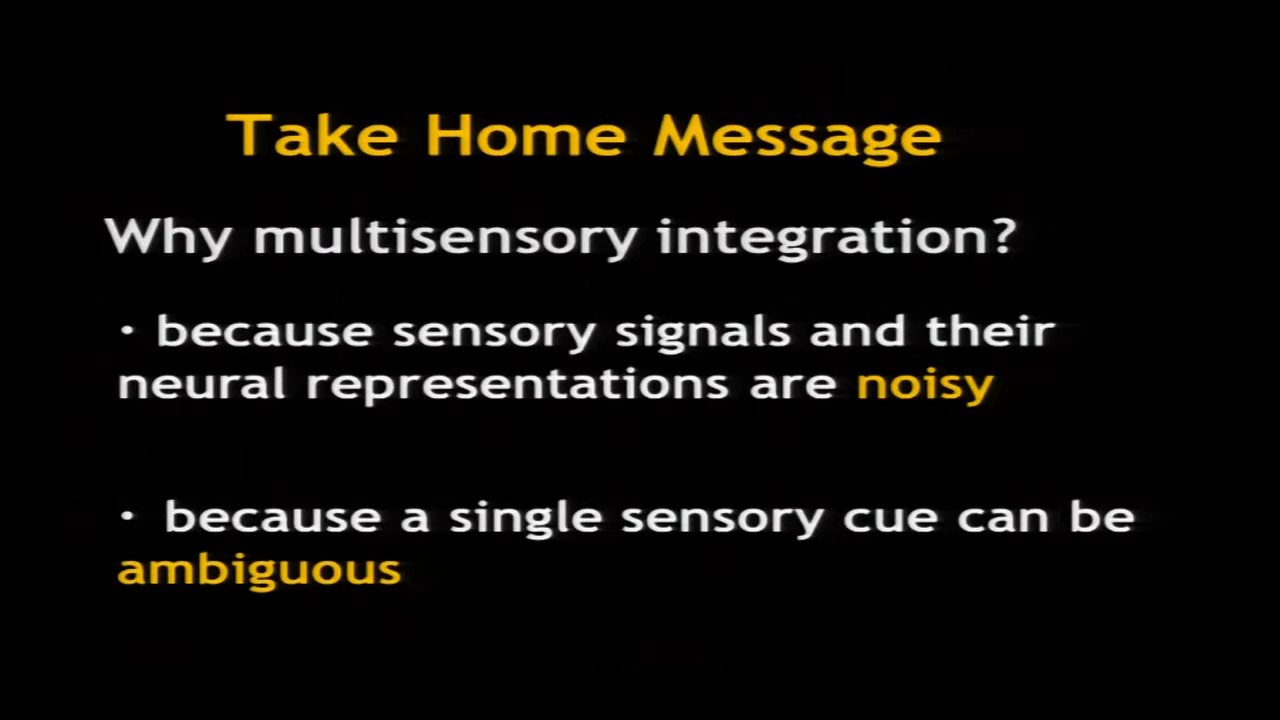 Take Home Message
Why multisensory integration?
• because sensory signals and their
neural representations are noisy
• because a single sensory cue can be
ambiguous